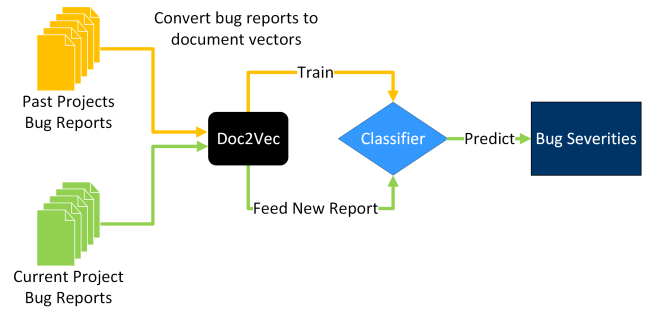 Convert bug reports to
document vectors
Train
Past Projects
Bug Reports
Doc2Vec
Classifier
Predict
Bug Severities
Feed New Report
Current Project
Bug Reports